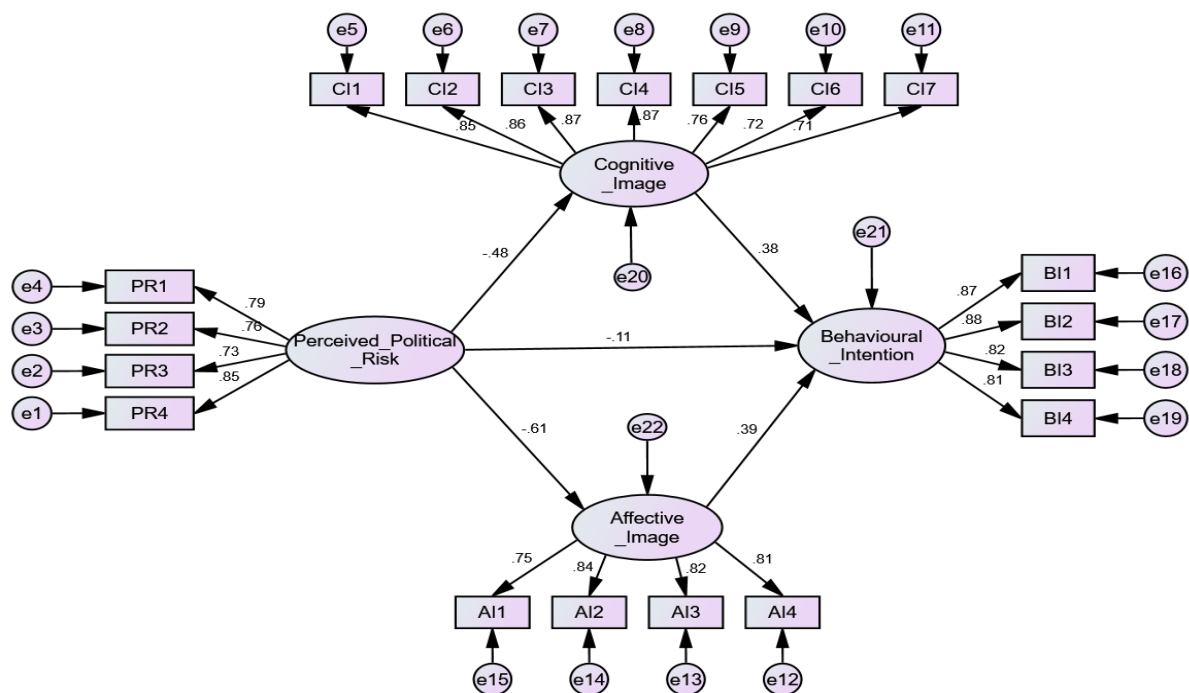 e5 e6 e7 e8 e9 e10 e11
CI1 CI2 CI3 CI4 CI5 CI6 CI7
.85 .86 .87 .87 .76 .72 .71
Cognitive
_Image
e21
-.48 .38
e20
e4 PR1
.79
e3 PR2
.76
e2 PR3
.73
e1 PR4
.85
Perceived_Political
_Risk
-.11
Behavioural
_Intention
.87
BI1 e16
.88
BI2 e17
.82
BI3 e18
.81
BI4 e19
-.61 .39
e22
Affective
_Image
.75 .84 .82 .81
AI1 AI2 AI3 AI4
e15 e14 e13 e12